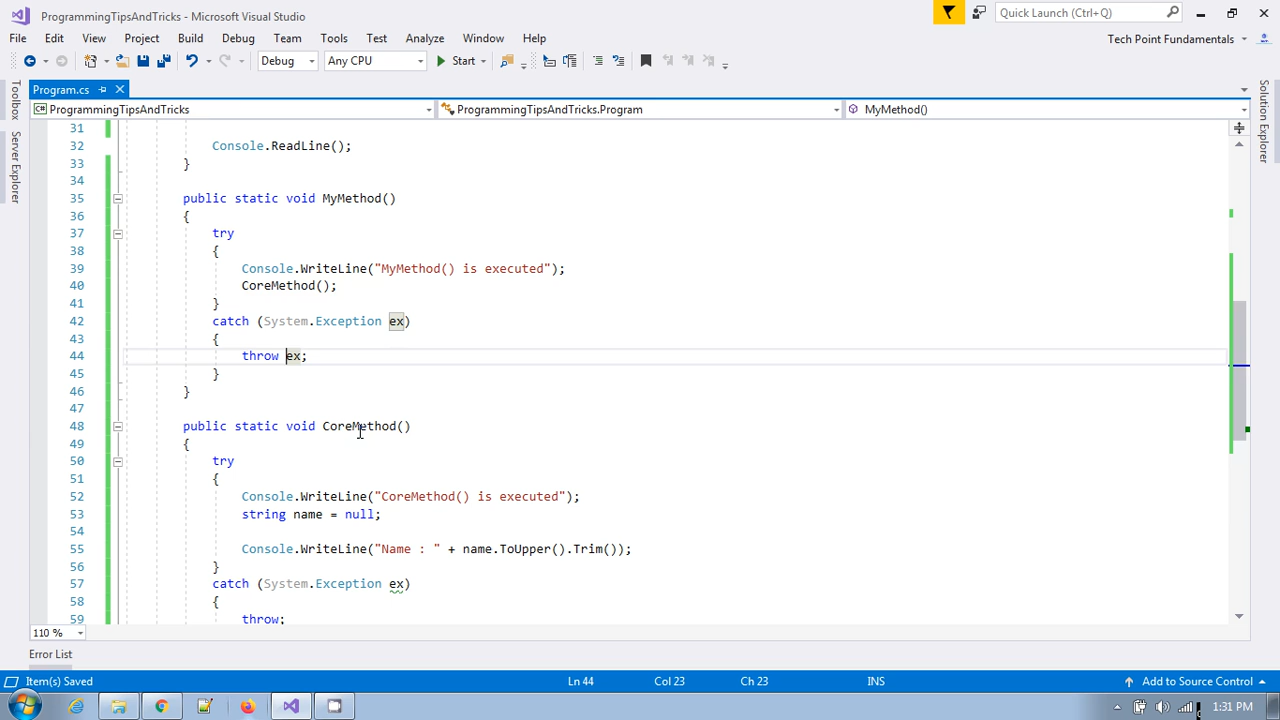 ProgrammingTipsAndTricks - Microsoft Visual Studio
Quick Launch (Ctrl+Q)
File Edit View Project Build Debug Team Tools Test Analyze Window Help
Tech Point Fundamentals
Debug Any CPU Start
Program.cs
Toolbox
Server Explorer
Solution Explorer
C# ProgrammingTipsAndTricks ProgrammingTipsAndTricks.Program MyMethod()
31
32 Console.ReadLine();
33 }
34
35 public static void MyMethod()
36 {
37 try
38 {
39 Console.WriteLine("MyMethod() is executed");
40 CoreMethod();
41 }
42 catch (System.Exception ex)
43 {
44 throw ex;
45 }
46 }
47
48 public static void CoreMethod()
49 {
50 try
51 {
52 Console.WriteLine("CoreMethod() is executed");
53 string name = null;
54
55 Console.WriteLine("Name : " + name.ToUpper().Trim());
56 }
57 catch (System.Exception ex)
58 {
59 throw;
110 %
Error List
Item(s) Saved Ln 44 Col 23 Ch 23 INS Add to Source Control
1:31 PM